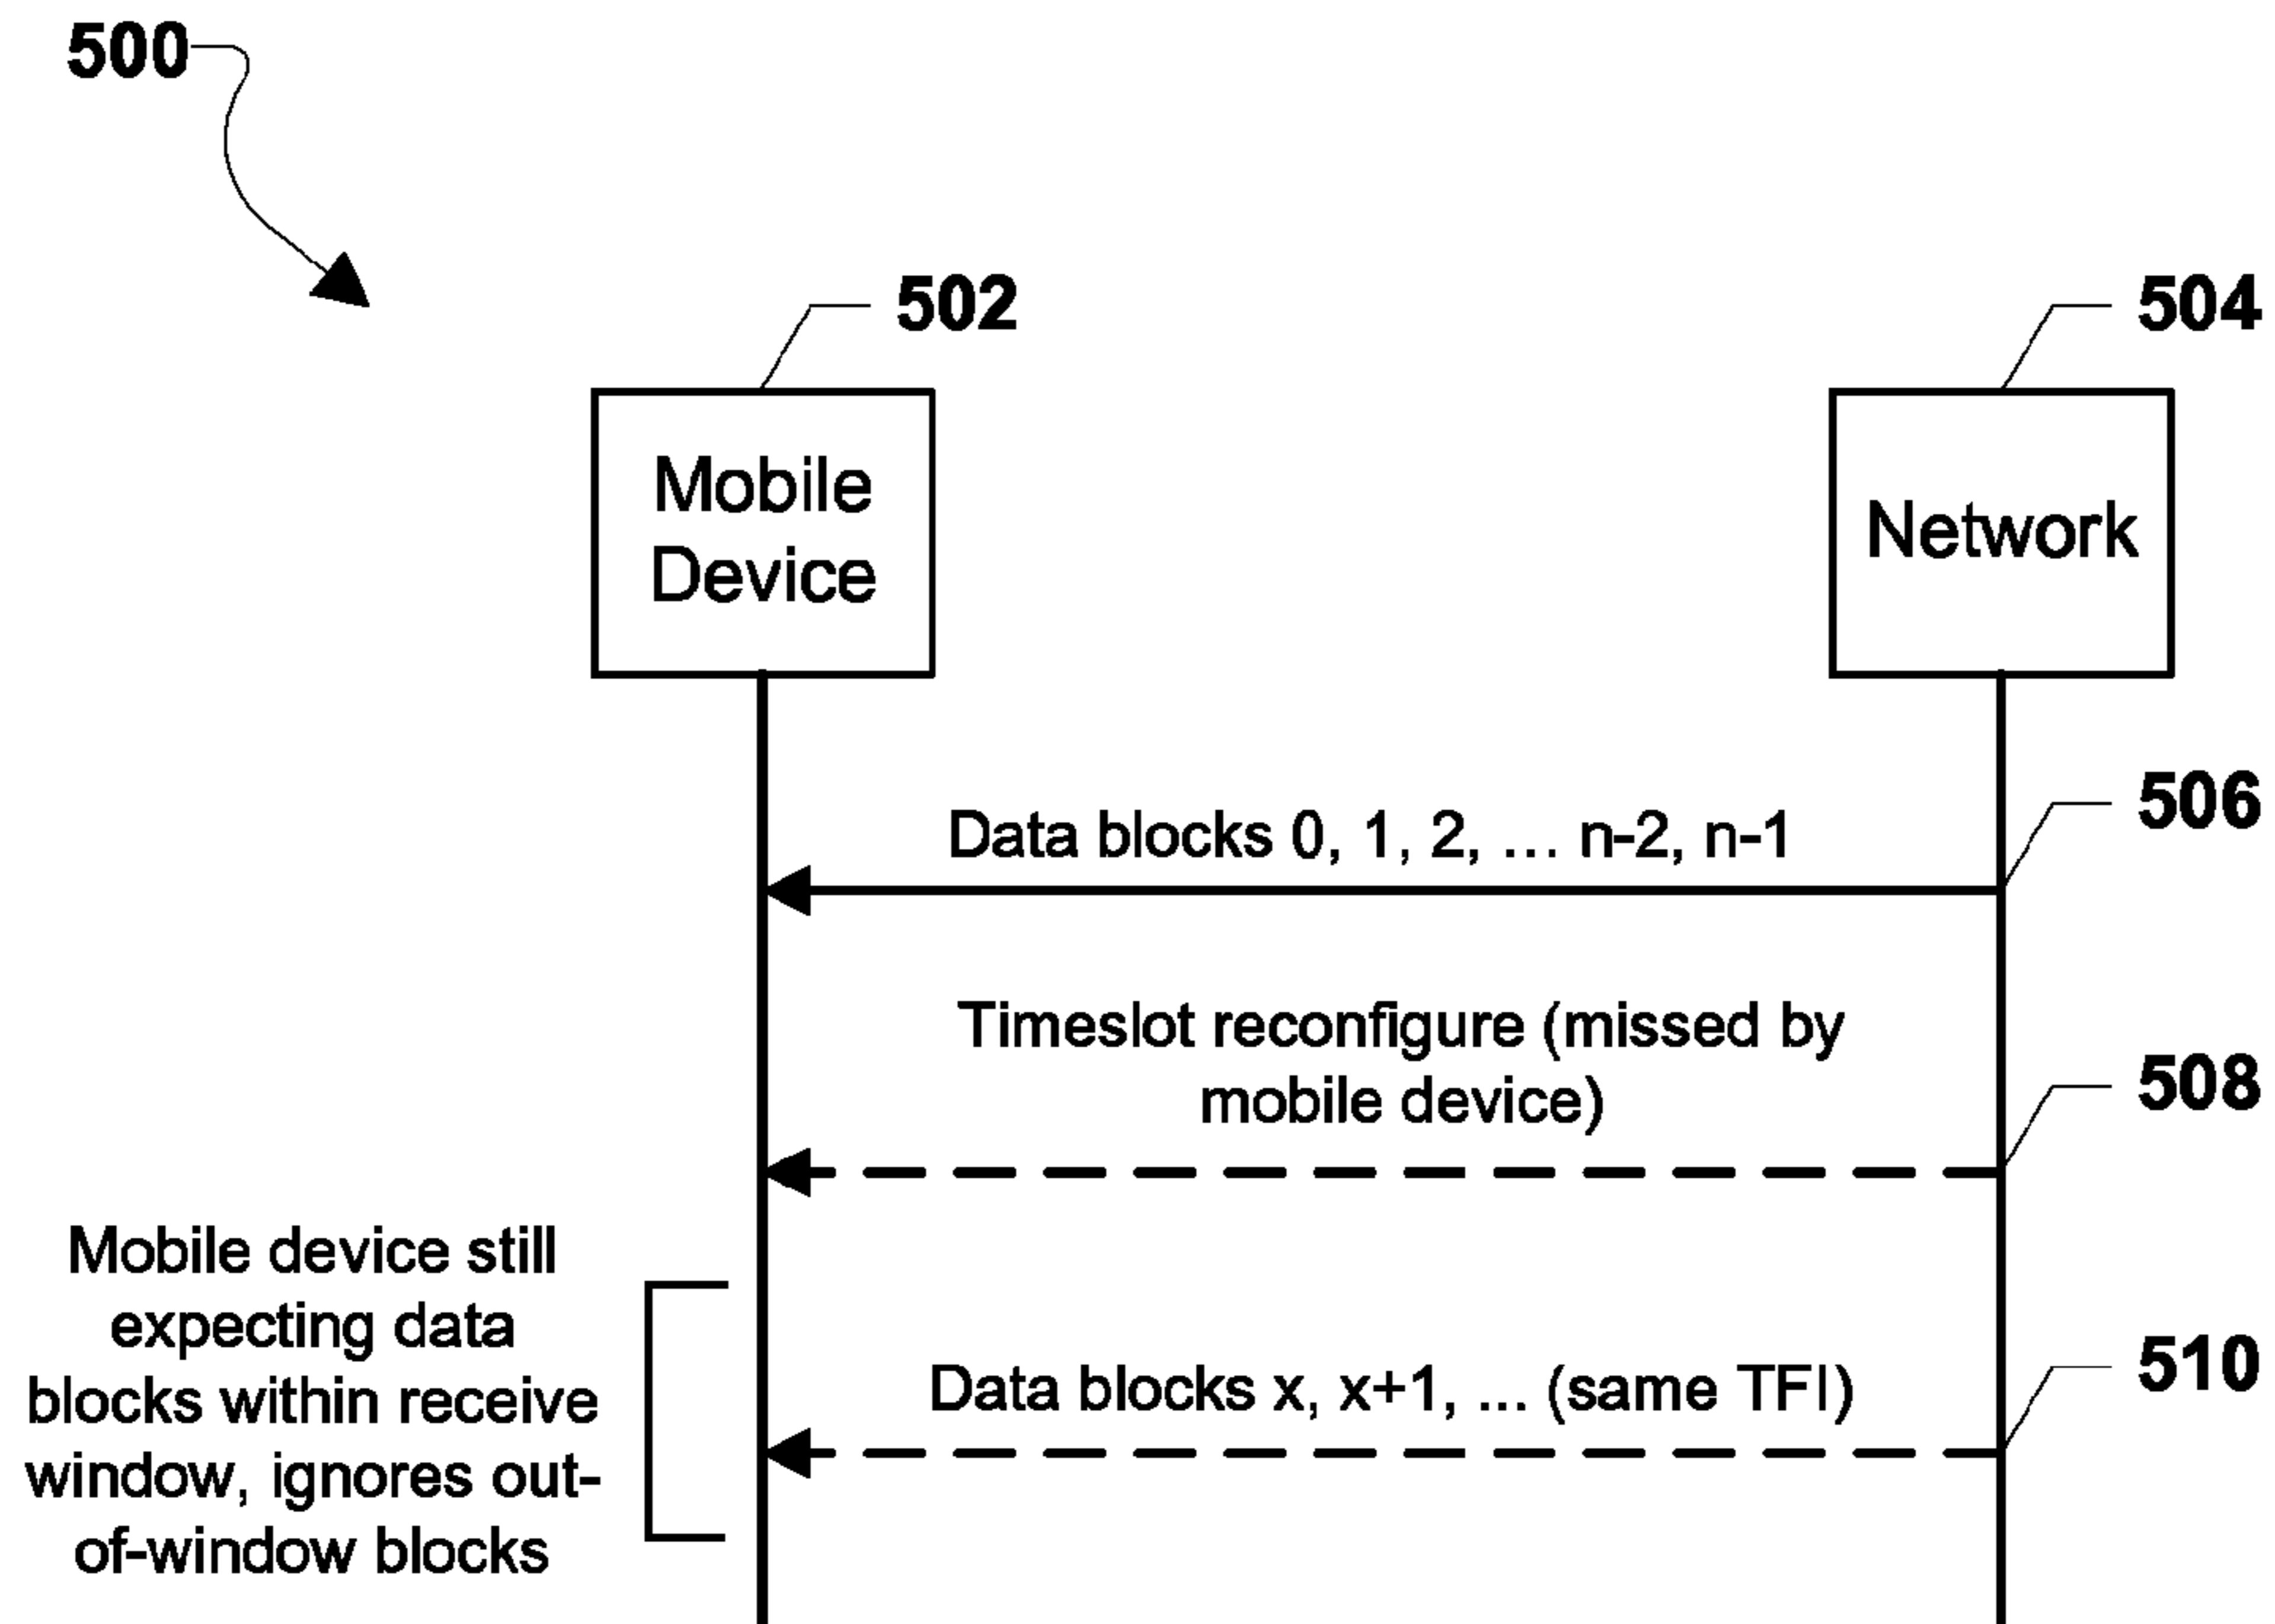 500
502
504
Mobile
Device
Network
506
Data blocks 0, 1, 2, ... n-2, n-1
Timeslot reconfigure (missed by
mobile device)
508
Mobile device still
expecting data
blocks within receive
window, ignores out-
of-window blocks
510
Data blocks x, x+1, ... (same TFI)